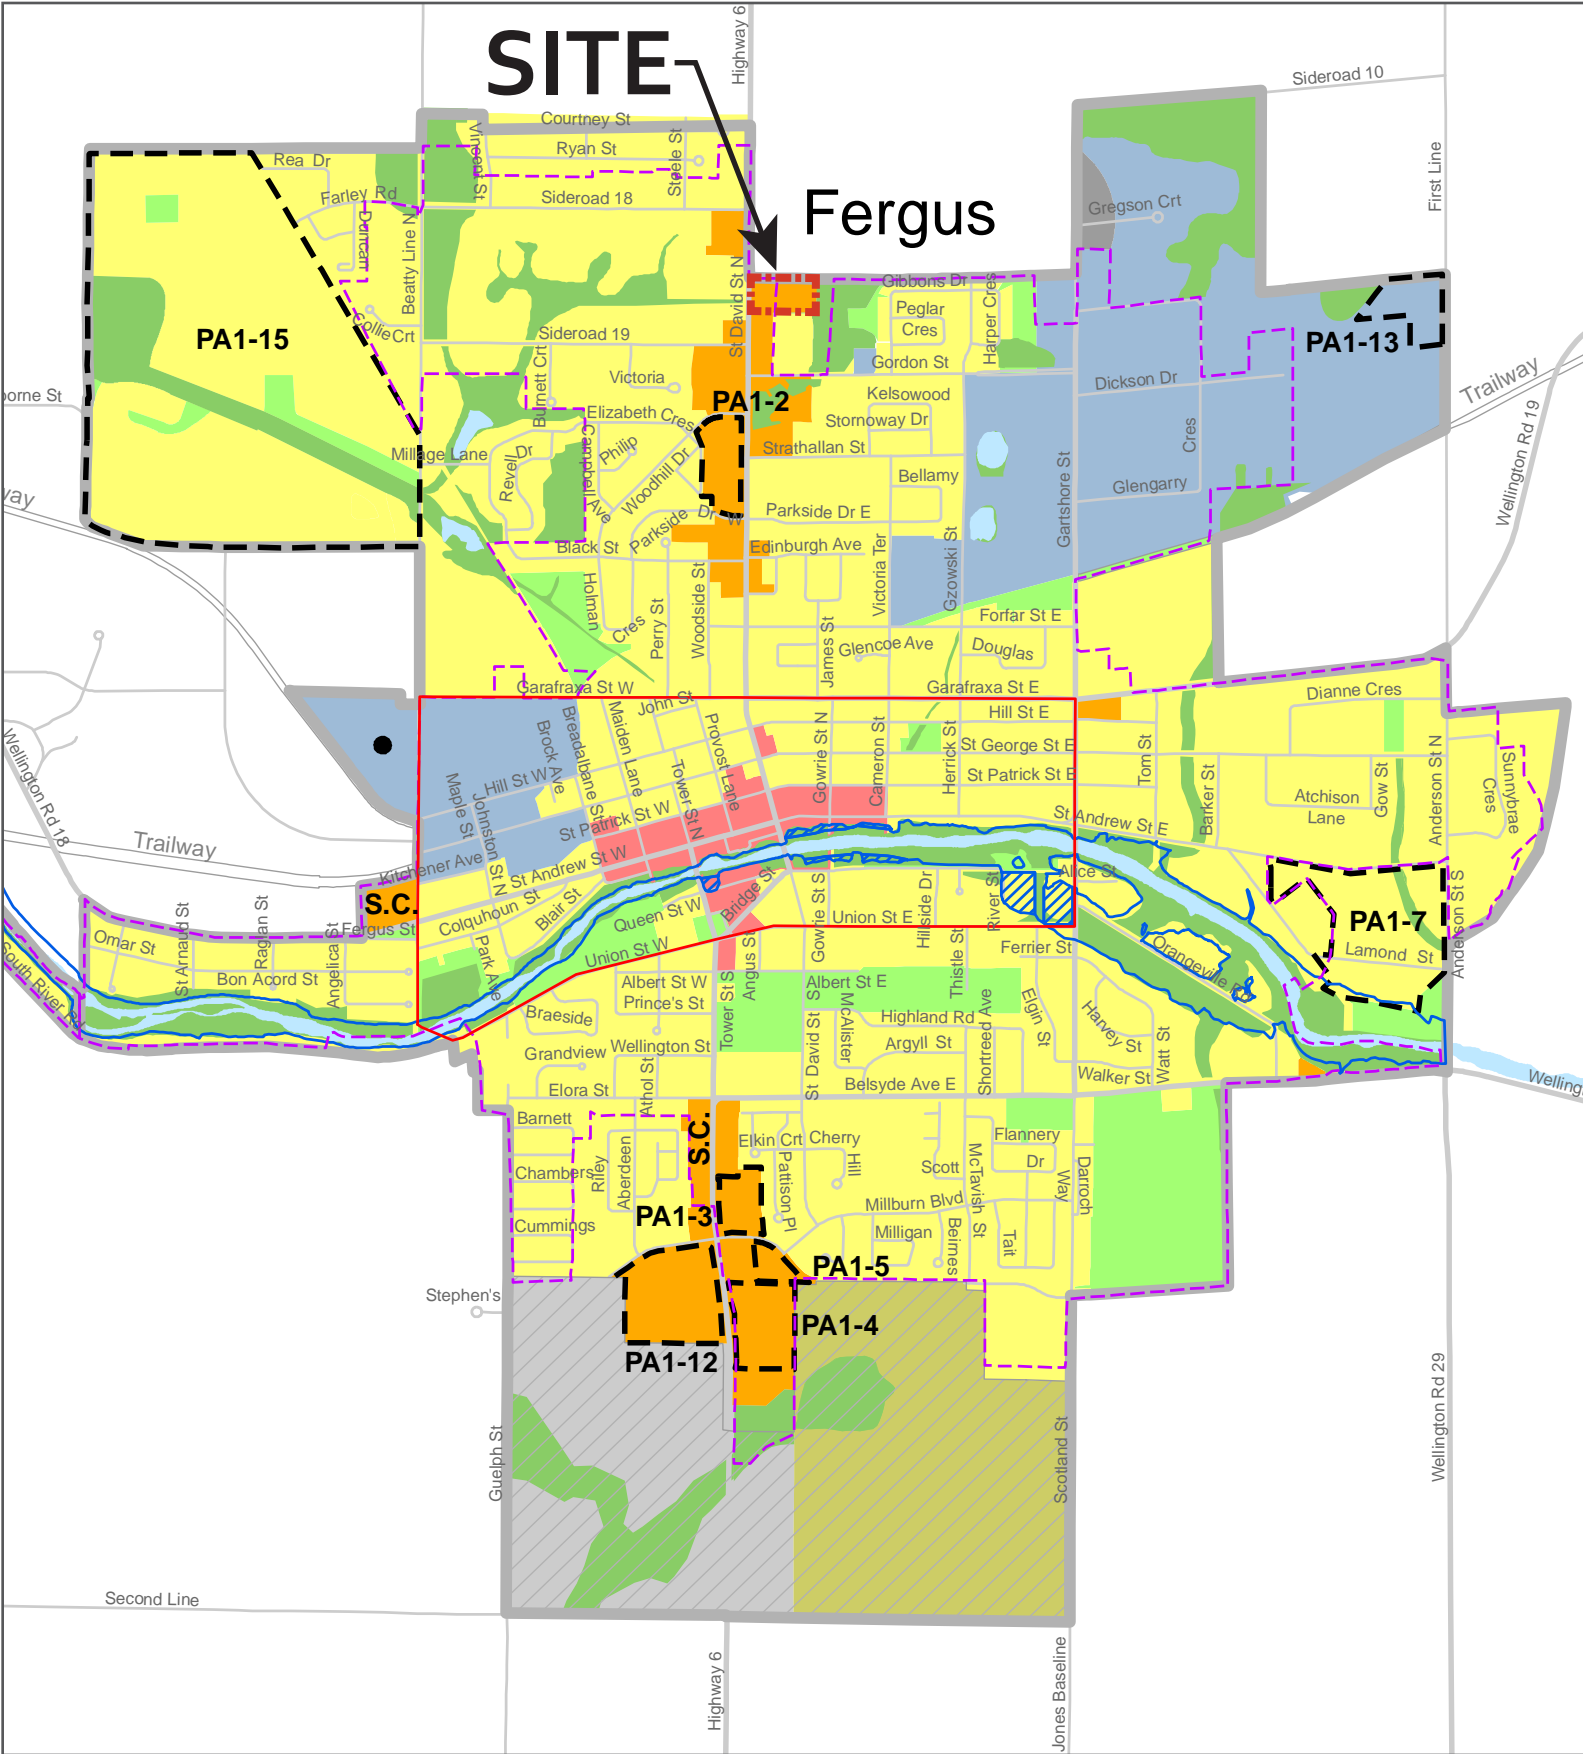 SITE
Highway 6
Sideroad 10
First Line
Courtney St
Ryan St
Vincent St
Steele St
Rea Dr
Farley Rd
Sideroad 18
Fergus
Gregson Crt
Duncan
Beatty Line N
Collie Crt
St David St N
Gibbons Dr
Peglar
Cres
Harper Cres
PA1-15
Sideroad 19
PA1-13
Gordon St
Trailway
Burnett Crt
Victoria
Dickson Dr
PA1-2
Kelsowood
Elizabeth Cres
Stornoway Dr
Wellington Rd 19
Millage Lane
Revell
Dr
Campbell Ave
Philip
Woodhill Dr
Strathallan St
Cres
Bellamy
Glengarry
Gartshore St
Parkside
Dr W
Parkside Dr E
Black St
Edinburgh Ave
Victoria Ter
Gzowski St
Holman
Cres
Perry St
Woodside St
Forfar St E
James St
Glencoe Ave
Douglas
Garafraxa St W
Garafraxa St E
Dianne Cres
John St
Hill St E
Breadalbane St
Brock Ave
Maiden Lane
Provost Lane
Gowrie St N
Cameron St
Herrick St
St George St E
St Patrick St E
Tom St
Barker St
Gow St
Anderson St N
Sunnybrae
Cres
Wellington Rd 18
Hill St W
Maple St
Johnston St N
Tower St N
St Patrick St W
Atchison
Lane
St Andrew St E
Trailway
Kitchener Ave
St Andrew St W
Alice St
S.C.
Fergus St
Colquhoun St
Blair St
Queen St W
Bridge St
Gowrie St S
Union St E
Hillside Dr
River St
PA1-7
Anderson St S
Omar St
St Arnaud St
Raglan St
Angelica St
Bon Acord St
South River Rd
Park Ave
Union St W
Angus St
Ferrier St
Orangeville Rd
Lamond St
Albert St W
Prince's St
Albert St E
Thistle St
Braeside
Tower St S
St David St S
McAlister
Highland Rd
Argyll St
Shortreed Ave
Elgin St
Harvey St
Watt St
Grandview
Wellington St
Walker St
Elora St
Athol St
Belsyde Ave E
Barnett
S.C.
Elkin Crt
Cherry
Hill
Flannery
Dr
Chambers
Riley
Aberdeen
Pattison Pl
Scott
McTavish St
Way
Darroch
PA1-3
Millburn Blvd
Cummings
Milligan
Beirnes
Tait
PA1-5
Stephen's
PA1-4
PA1-12
Guelph St
Scotland St
Wellington Rd 29
Second Line
Highway 6
Jones Baseline